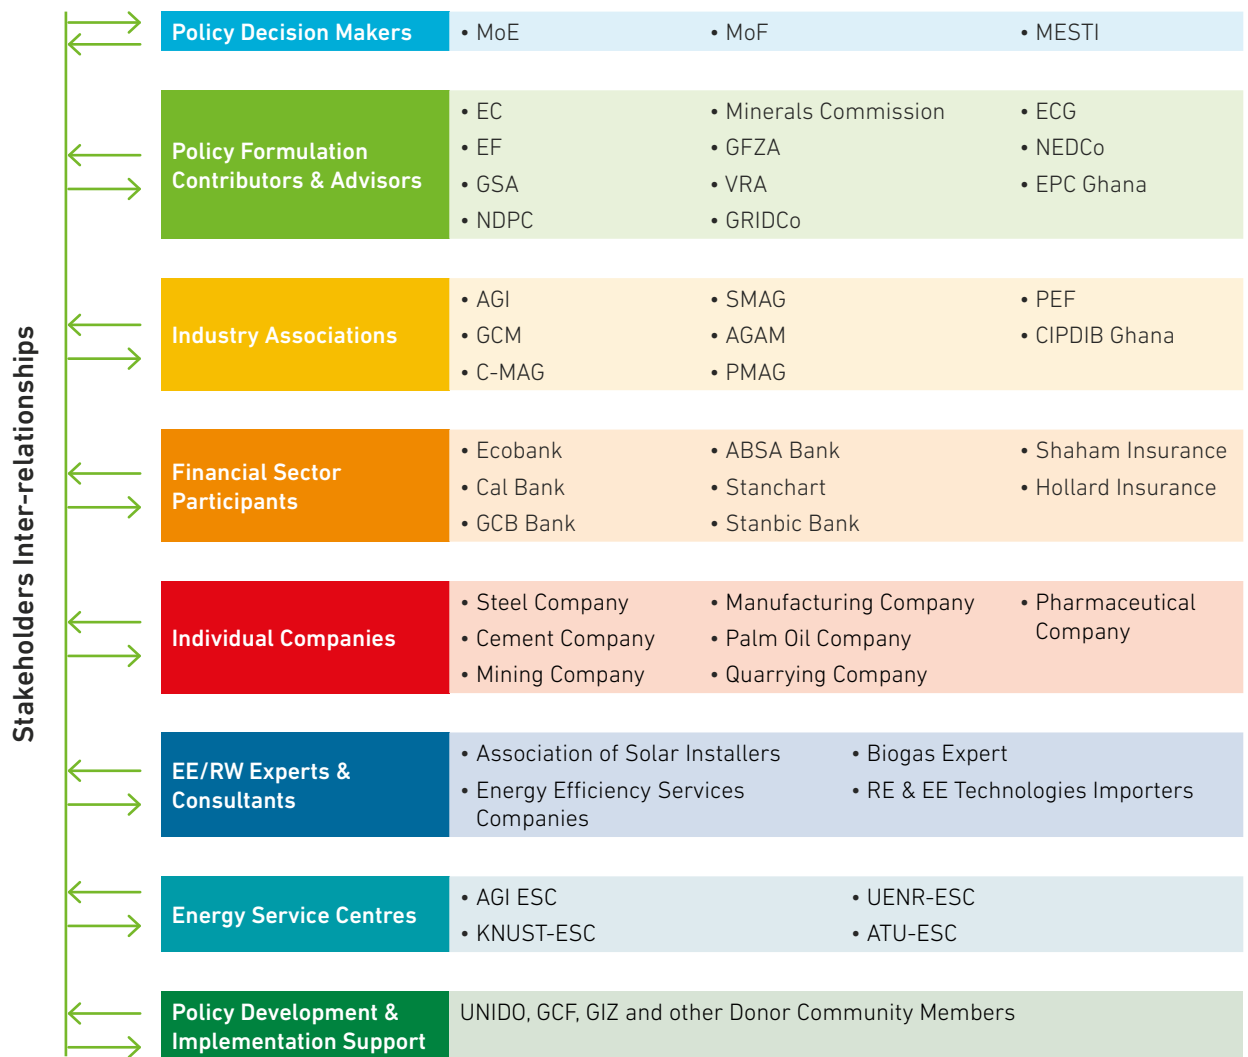 Stakeholders Inter-relationships
Policy Decision Makers
• MoE
• MoF
• MESTI
Policy Formulation
Contributors & Advisors
• EC
• EF
• GSA
• NDPC
• Minerals Commission
• GFZA
• VRA
• GRIDCo
• ECG
• NEDCo
• EPC Ghana
Industry Associations
• AGI
• GCM
• C-MAG
• SMAG
• AGAM
• PMAG
• PEF
• CIPDIB Ghana
Financial Sector
Participants
• Ecobank
• Cal Bank
• GCB Bank
• ABSA Bank
• Stanchart
• Stanbic Bank
• Shaham Insurance
• Hollard Insurance
Individual Companies
• Steel Company
• Cement Company
• Mining Company
• Manufacturing Company
• Palm Oil Company
• Quarrying Company
• Pharmaceutical
Company
EE/RW Experts &
Consultants
• Association of Solar Installers
• Energy Efficiency Services
Companies
• Biogas Expert
• RE & EE Technologies Importers
Energy Service Centres
• AGI ESC
• KNUST-ESC
• UENR-ESC
• ATU-ESC
Policy Development &
Implementation Support
UNIDO, GCF, GIZ and other Donor Community Members